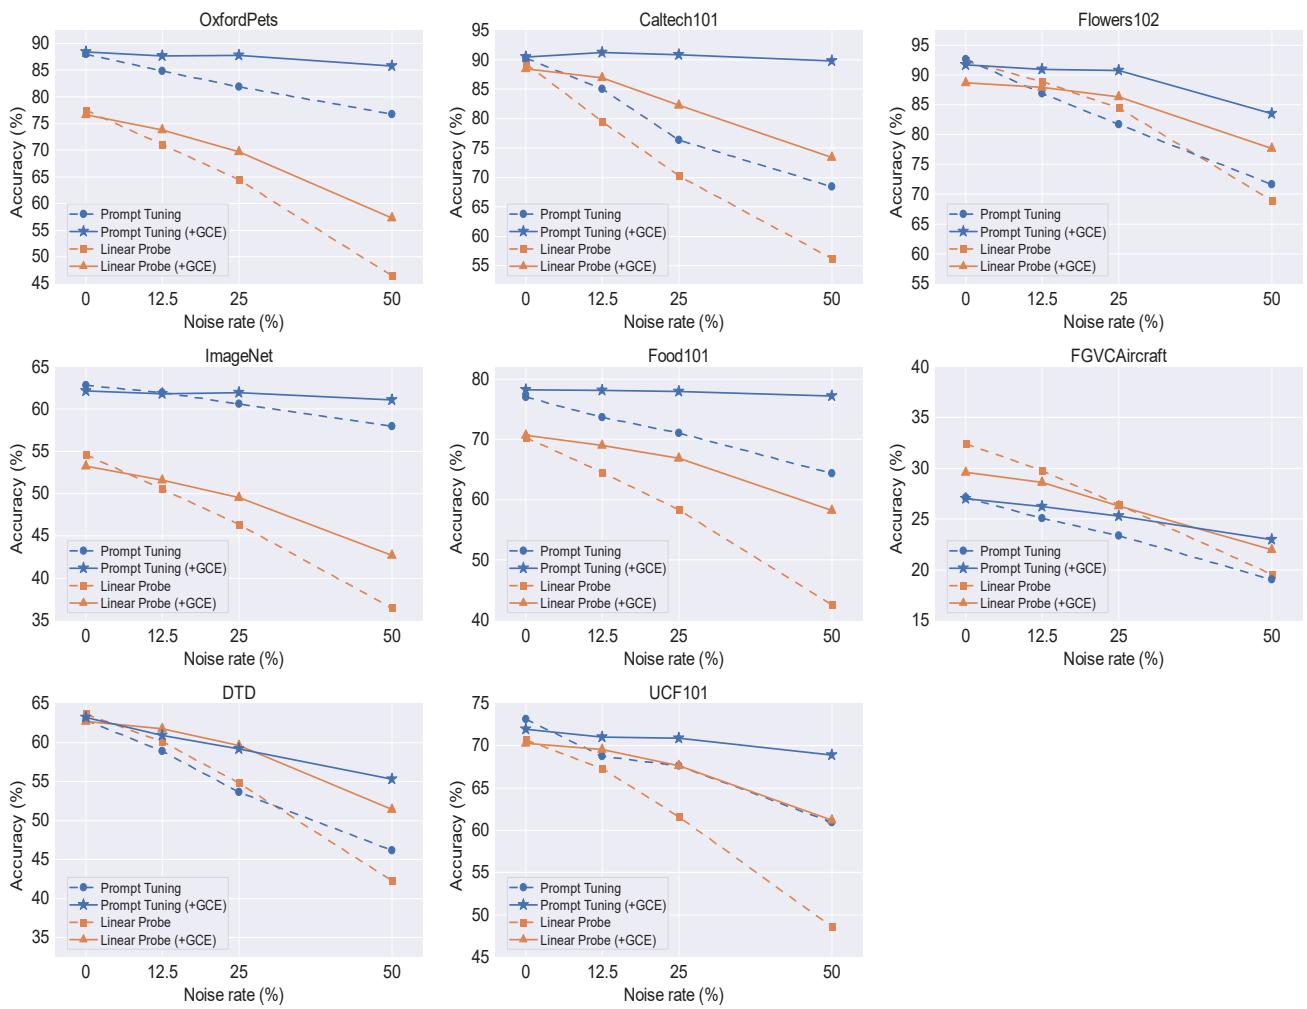 OxfordPets
Accuracy (%)
90
85
80
75
70
65
60
55
50
45
Prompt Tuning
Prompt Tuning (+GCE)
Linear Probe
Linear Probe (+GCE)
0 12.5 25 50
Noise rate (%)
Caltech101
Accuracy (%)
95
90
85
80
75
70
65
60
55
Prompt Tuning
Prompt Tuning (+GCE)
Linear Probe
Linear Probe (+GCE)
0 12.5 25 50
Noise rate (%)
Flowers102
Accuracy (%)
95
90
85
80
75
70
65
60
55
Prompt Tuning
Prompt Tuning (+GCE)
Linear Probe
Linear Probe (+GCE)
0 12.5 25 50
Noise rate (%)
ImageNet
Accuracy (%)
65
60
55
50
45
40
35
Prompt Tuning
Prompt Tuning (+GCE)
Linear Probe
Linear Probe (+GCE)
0 12.5 25 50
Noise rate (%)
Food101
Accuracy (%)
80
70
60
50
40
Prompt Tuning
Prompt Tuning (+GCE)
Linear Probe
Linear Probe (+GCE)
0 12.5 25 50
Noise rate (%)
FGVCAircraft
Accuracy (%)
40
35
30
25
20
15
Prompt Tuning
Prompt Tuning (+GCE)
Linear Probe
Linear Probe (+GCE)
0 12.5 25 50
Noise rate (%)
DTD
Accuracy (%)
65
60
55
50
45
40
35
Prompt Tuning
Prompt Tuning (+GCE)
Linear Probe
Linear Probe (+GCE)
0 12.5 25 50
Noise rate (%)
UCF101
Accuracy (%)
75
70
65
60
55
50
45
Prompt Tuning
Prompt Tuning (+GCE)
Linear Probe
Linear Probe (+GCE)
0 12.5 25 50
Noise rate (%)